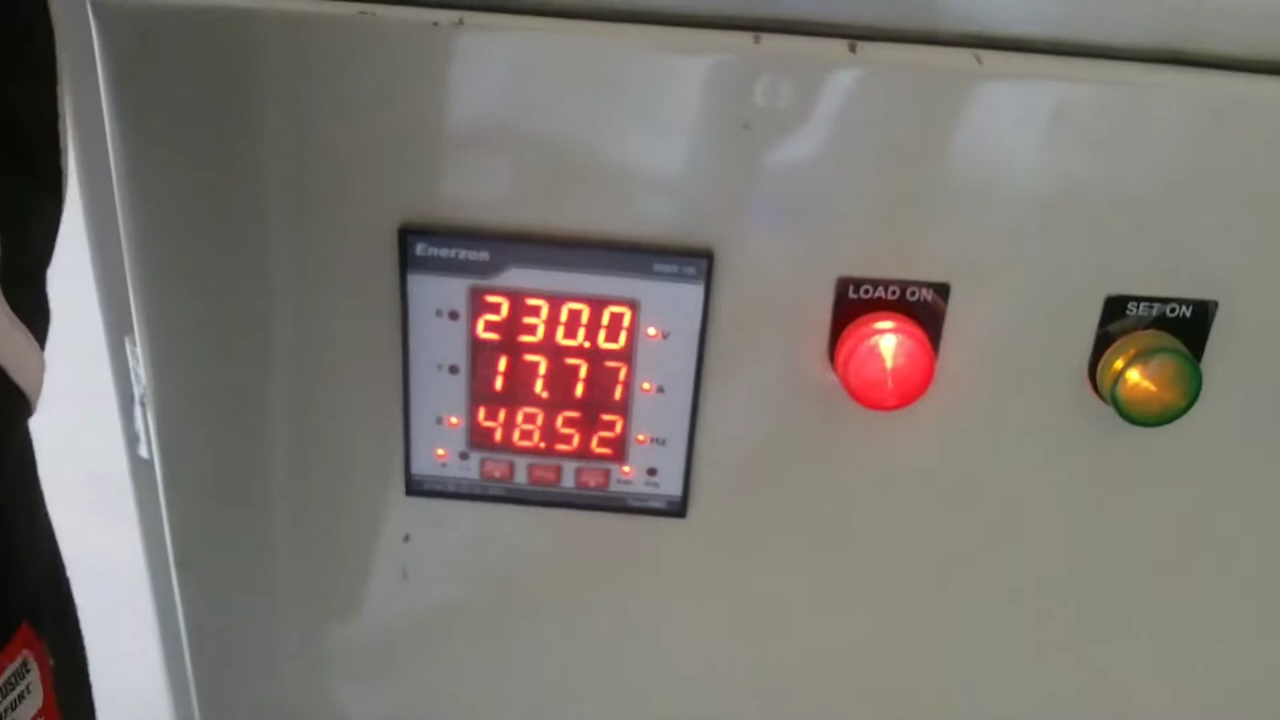 Enerzon
230.0
V
17.77
A
48.52
HZ
LOAD ON
SET ON